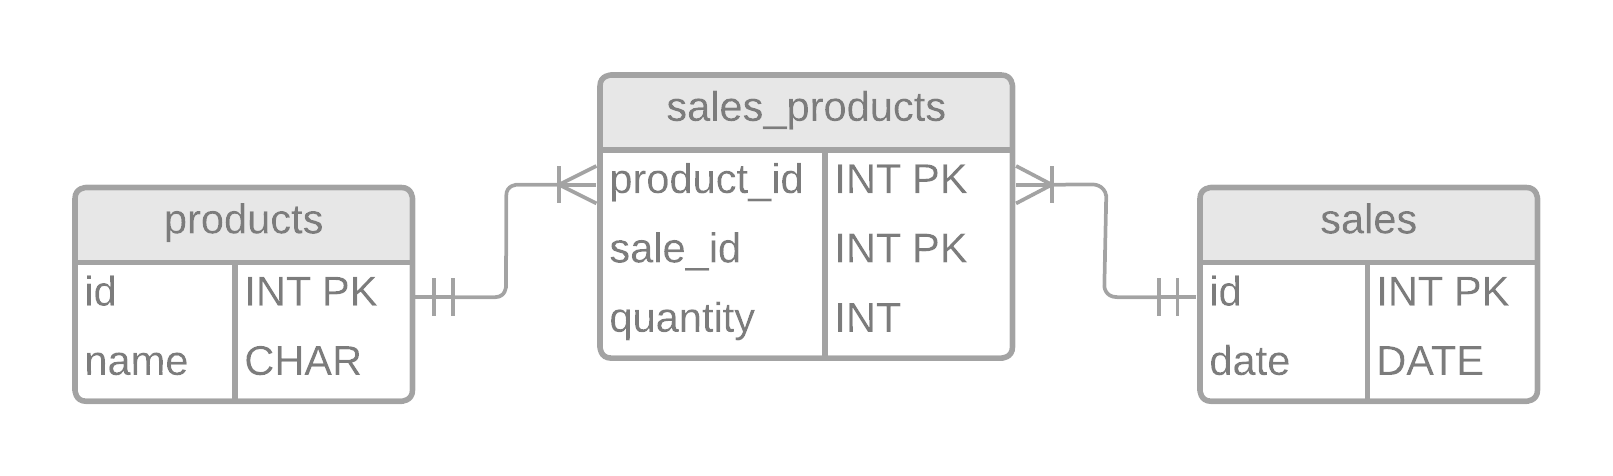 products
id INT PK
name CHAR
sales_products
product_id INT PK
sale_id INT PK
quantity INT
sales
id INT PK
date DATE